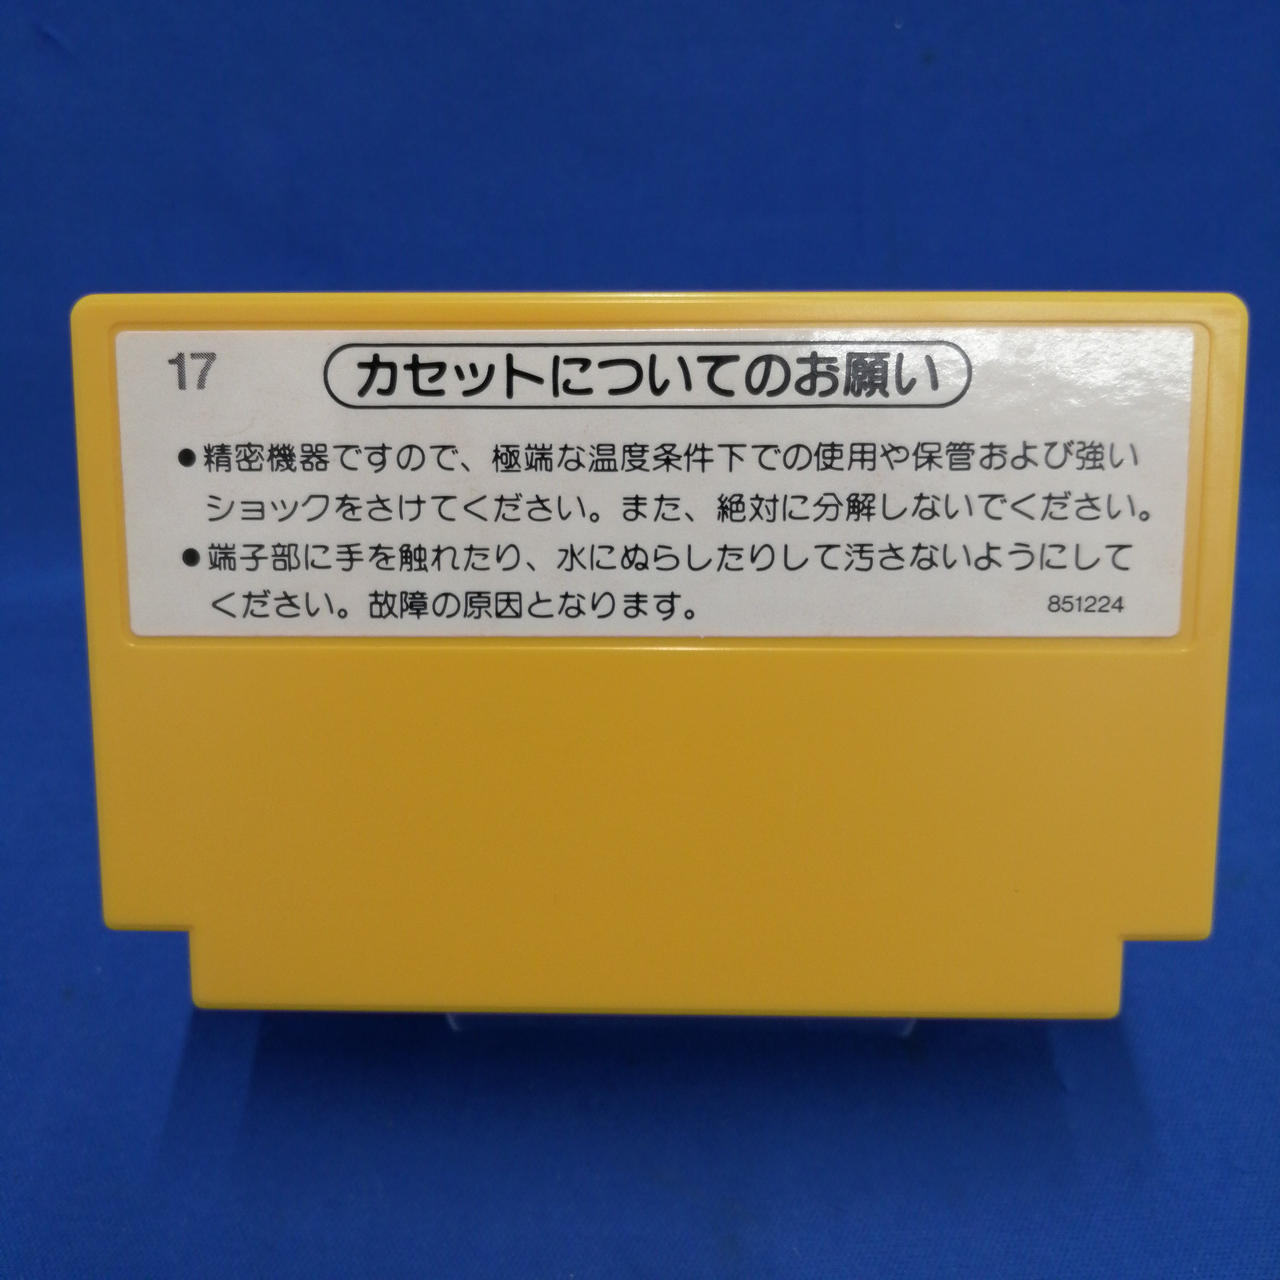 17
カセットについてのお願い
●精密機器ですので、極端な温度条件下での使用や保管および強い
ショックをさけてください。また、絶対に分解しないでください。
●端子部に手を触れたり、水にぬらしたりして汚さないようにして
ください。故障の原因となります。
851224